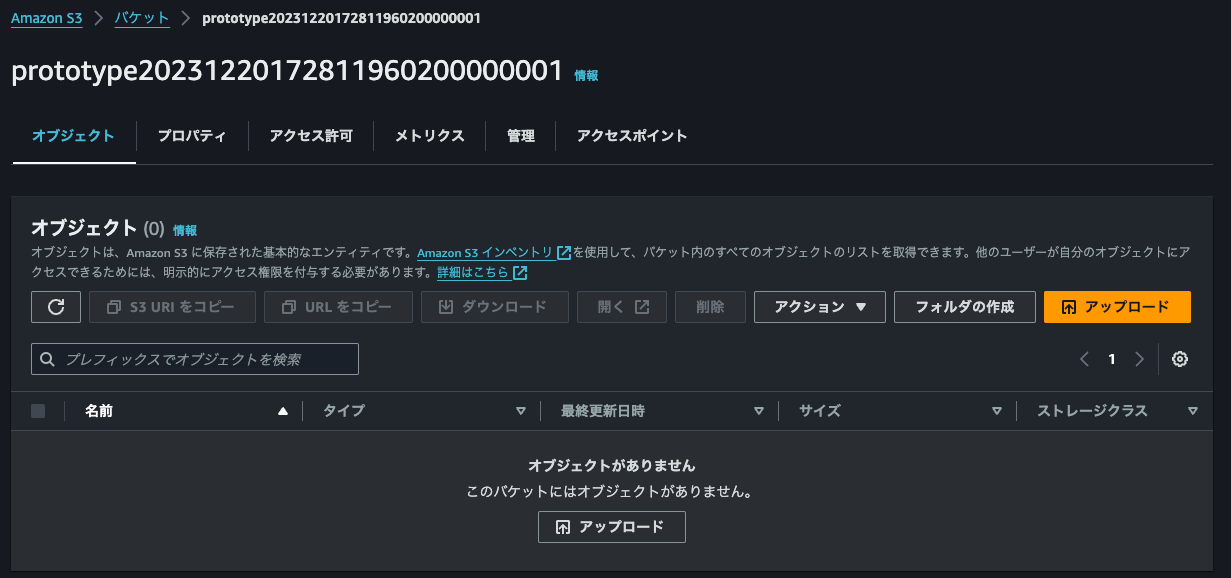 Amazon S3 > バケット > prototype20231220172811960200000001
prototype20231220172811960200000001 情報
オブジェクト プロパティ アクセス許可 メトリクス 管理 アクセスポイント
オブジェクト (0) 情報
オブジェクトは、Amazon S3 に保存された基本的なエンティティです。Amazon S3 インベントリ を使用して、バケット内のすべてのオブジェクトのリストを取得できます。他のユーザーが自分のオブジェクトにア
クセスできるためには、明示的にアクセス権限を付与する必要があります。詳細はこちら
S3 URI をコピー URL をコピー ダウンロード 開く 削除 アクション フォルダの作成 アップロード
プレフィックスでオブジェクトを検索 1
名前 タイプ 最終更新日時 サイズ ストレージクラス
オブジェクトがありません
このバケットにはオブジェクトがありません。
アップロード